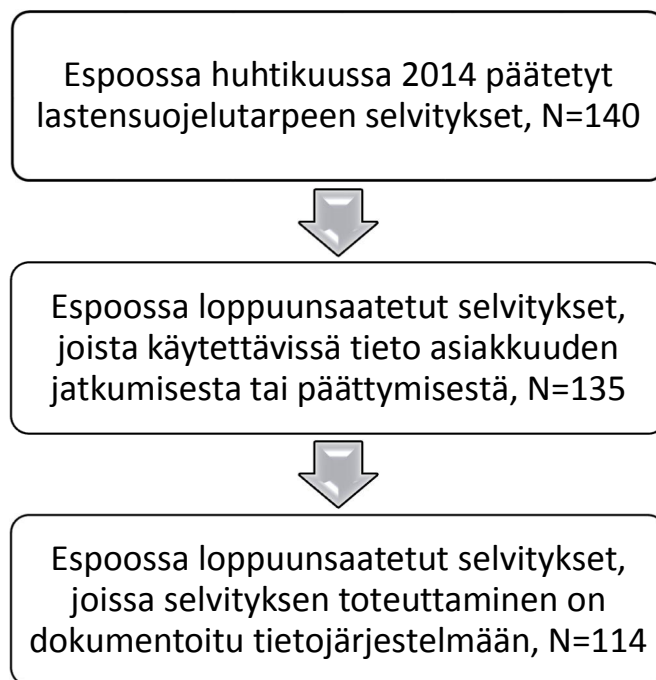 Espoossa huhtikuussa 2014 päätetyt
lastensuojelutarpeen selvitykset, N=140
Espoossa loppuunsaatetut selvitykset,
joista käytettävissä tieto asiakkuuden
jatkumisesta tai päättymisestä, N=135
Espoossa loppuunsaatetut selvitykset,
joissa selvityksen toteuttaminen on
dokumentoitu tietojärjestelmään, N=114